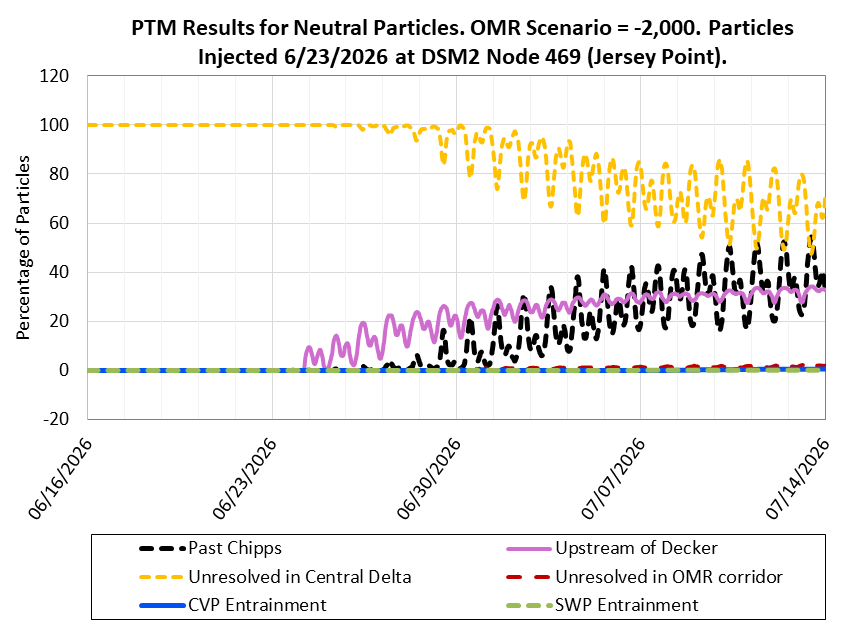 PTM Results for Neutral Particles. OMR Scenario = -2,000. Particles
Injected 6/23/2026 at DSM2 Node 469 (Jersey Point).
120
100
80
60
40
20
0
-20
Percentage of Particles
06/16/2026
06/23/2026
06/30/2026
07/07/2026
07/14/2026
Past Chipps
Upstream of Decker
Unresolved in Central Delta
Unresolved in OMR corridor
CVP Entrainment
SWP Entrainment